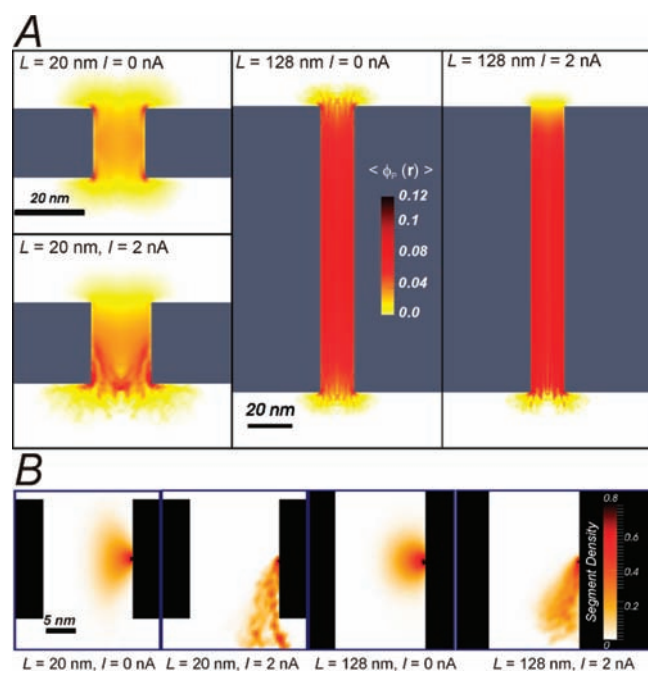 A
L = 20 nm I = 0 nA
L = 128 nm I = 0 nA
L = 128 nm I = 2 nA
< ϕP (r) >
0.12
0.1
0.08
0.04
0.0
20 nm
L = 20 nm, I = 2 nA
20 nm
B
5 nm
Segment Density
0.8
0.6
0.4
0.2
0
L = 20 nm, I = 0 nA
L = 20 nm, I = 2 nA
L = 128 nm, I = 0 nA
L = 128 nm, I = 2 nA